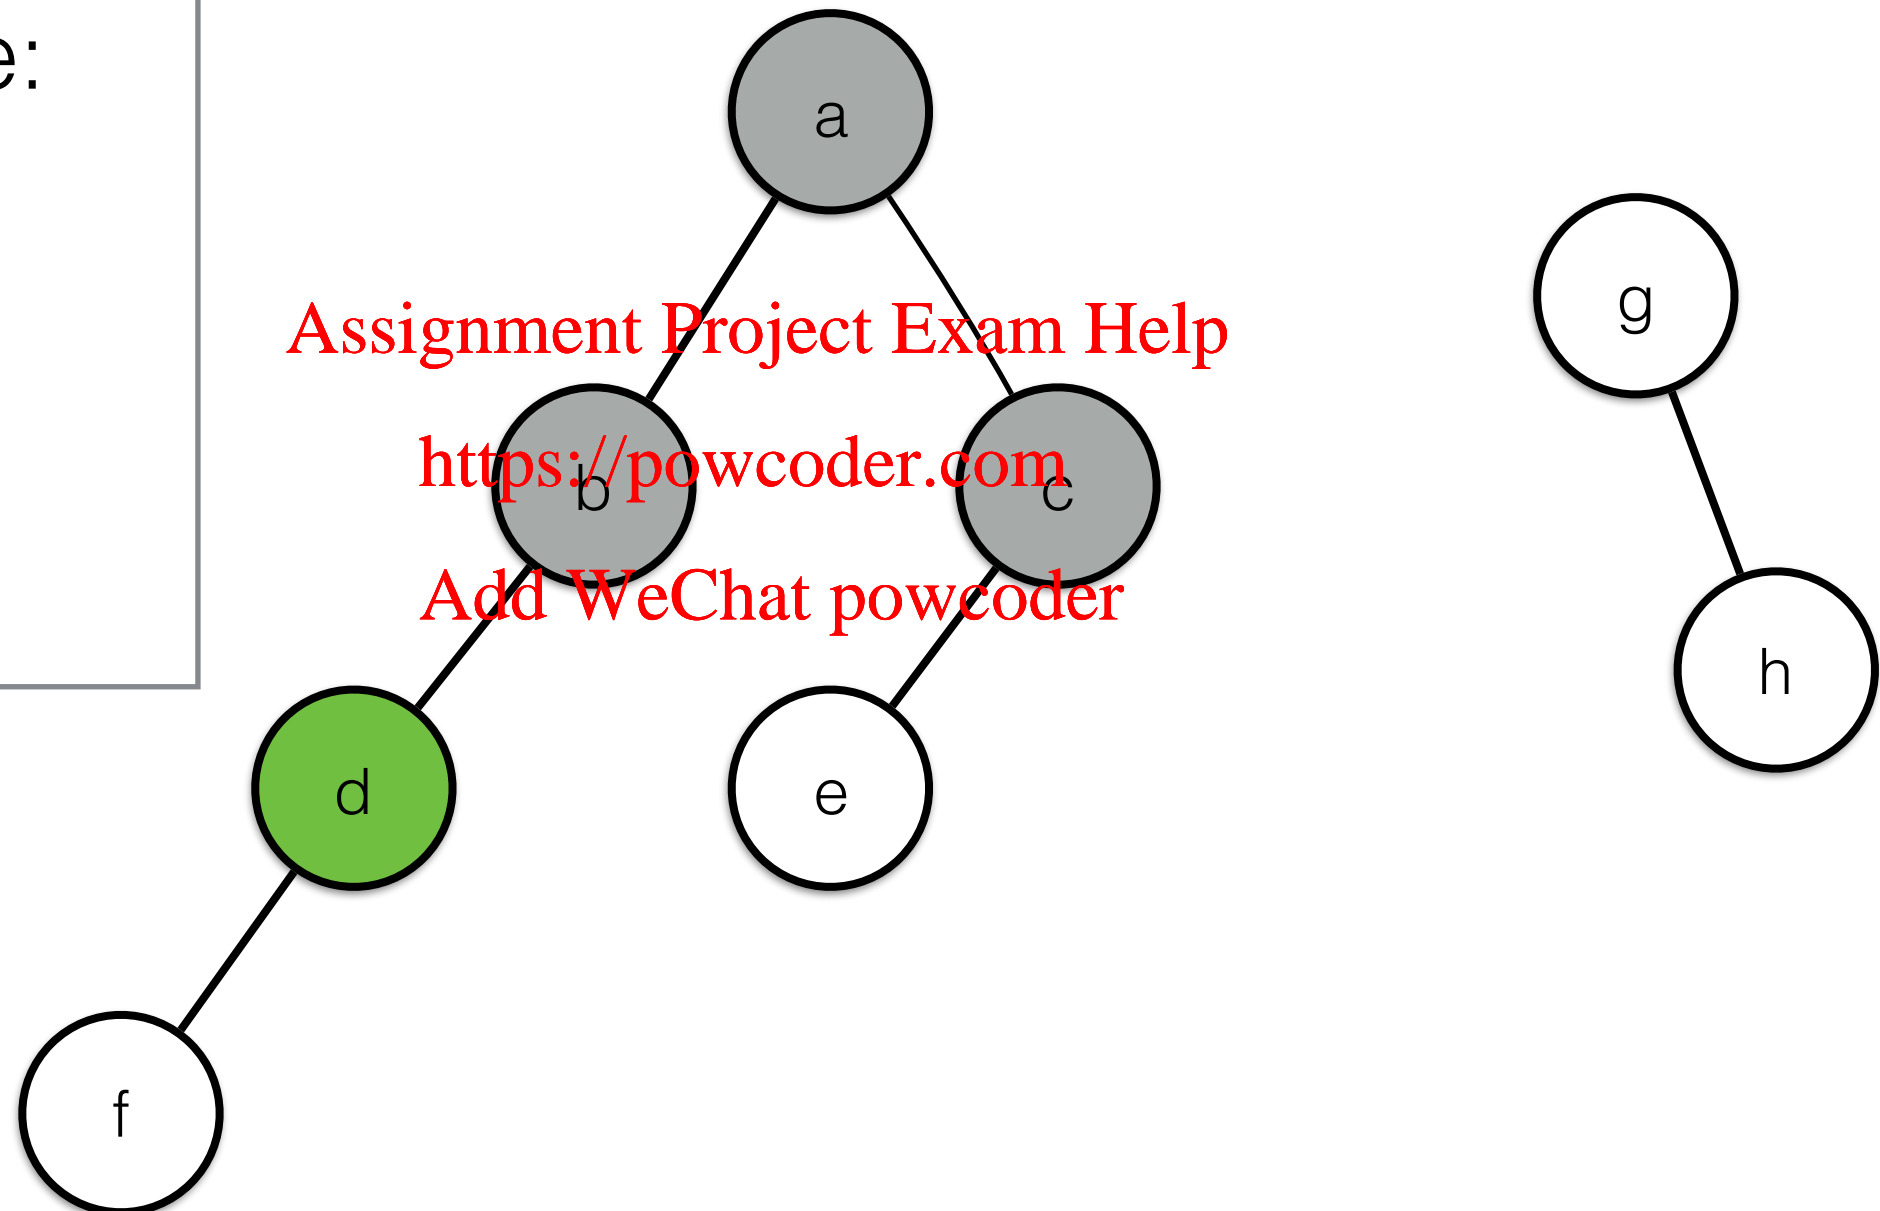 e:
a
g
Assignment Project Exam Help
https://powcoder.com
b
c
Add WeChat powcoder
h
d
e
f